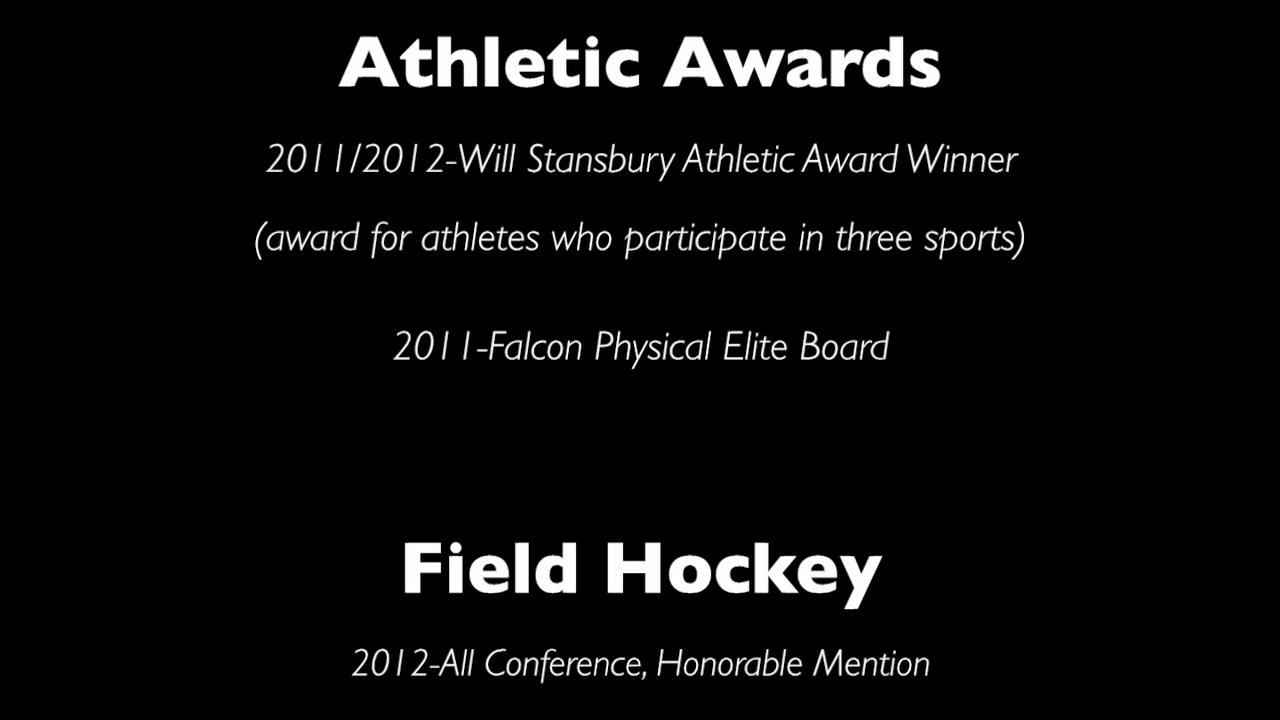 Athletic Awards
2011/2012-Will Stansbury Athletic Award Winner
(award for athletes who participate in three sports)
2011-Falcon Physical Elite Board
Field Hockey
2012-All Conference, Honorable Mention